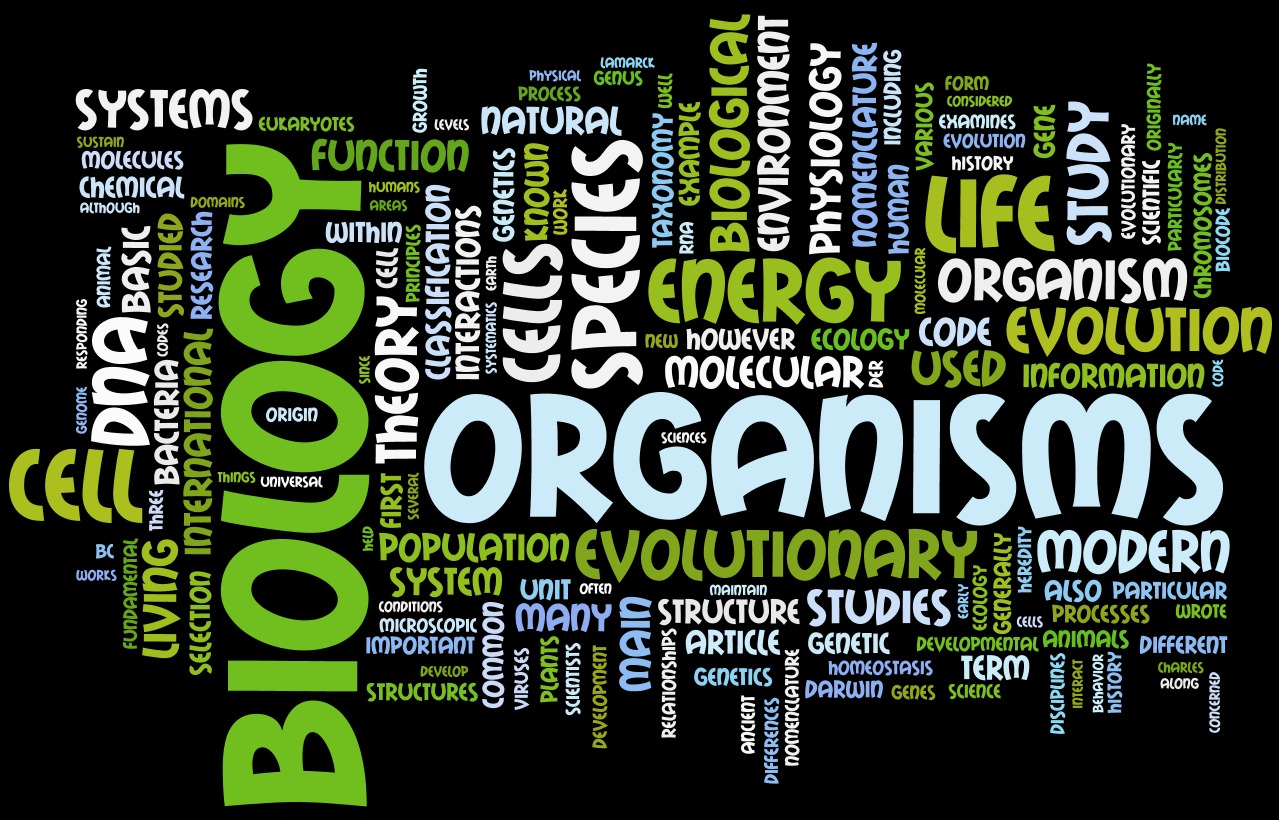 SYSTEMS
SUSTAIN
MOLECULES
CHEMICAL
ALTHOUGH
EUKARYOTES
GROWTH
LEVELS
FUNCTION
DOMAINS
HUMANS
AREAS
WITHIN
PRINCIPLES
CLASSIFICATION
INTERACTIONS
PHYSICAL
PROCESS
LAMARCK
GENUS
WELL
NATURAL
GENETICS
KNOWN
WORK
SPECIES
CELLS
EARTH
SYSTEMATICS
TAXONOMY
EXAMPLE
RNA
BIOLOGICAL
ENVIRONMENT
PHYSIOLOGY
NOMENCLATURE
INCLUDING
HUMAN
VARIOUS
FORM
CONSIDERED
EXAMINES
EVOLUTION
HISTORY
GENE
LIFE
STUDY
EVOLUTIONARY
SCIENTIFIC
ORIGINALLY
PARTICULARLY
NAME
CHROMOSOMES
DISTRIBUTION
BIOCODE
ENERGY
MOLECULAR
ORGANISM
NEW
HOWEVER
ECOLOGY
CODE
EVOLUTION
MOLECULAR
DER
USED
INFORMATION
CODE
ANIMAL
BASIC
STUDIED
RESEARCH
RESPONDING
GENOME
DNA
CODES
BACTERIA
INTERNATIONAL
BIOLOGY
ORIGIN
THINGS
UNIVERSAL
SINCE
CELL
THEORY
ORGANISMS
SCIENCES
CELL
THREE
FIRST
SEVERAL
HELD
BC
WORKS
FUNDAMENTAL
LIVING
SELECTION
POPULATION
EVOLUTIONARY
GENERALLY
HEREDITY
MODERN
SYSTEM
UNIT
OFTEN
MAINTAIN
CONDITIONS
MICROSCOPIC
IMPORTANT
COMMON
MANY
MAIN
STRUCTURE
STUDIES
EARLY
ECOLOGY
CELLS
ALSO
PARTICULAR
PROCESSES
WROTE
ARTICLE
GENETIC
DEVELOPMENTAL
ANIMALS
DIFFERENT
DEVELOP
STRUCTURES
VIRUSES
PLANTS
SCIENTISTS
DEVELOPMENT
RELATIONSHIPS
GENETICS
HOMEOSTASIS
TERM
DARWIN
GENES
SCIENCE
DISCIPLINES
INTERACT
BEHAVIOR
HISTORY
CHARLES
ALONG
CONCERNED
ANCIENT
DIFFERENCES
NOMENCLATURE